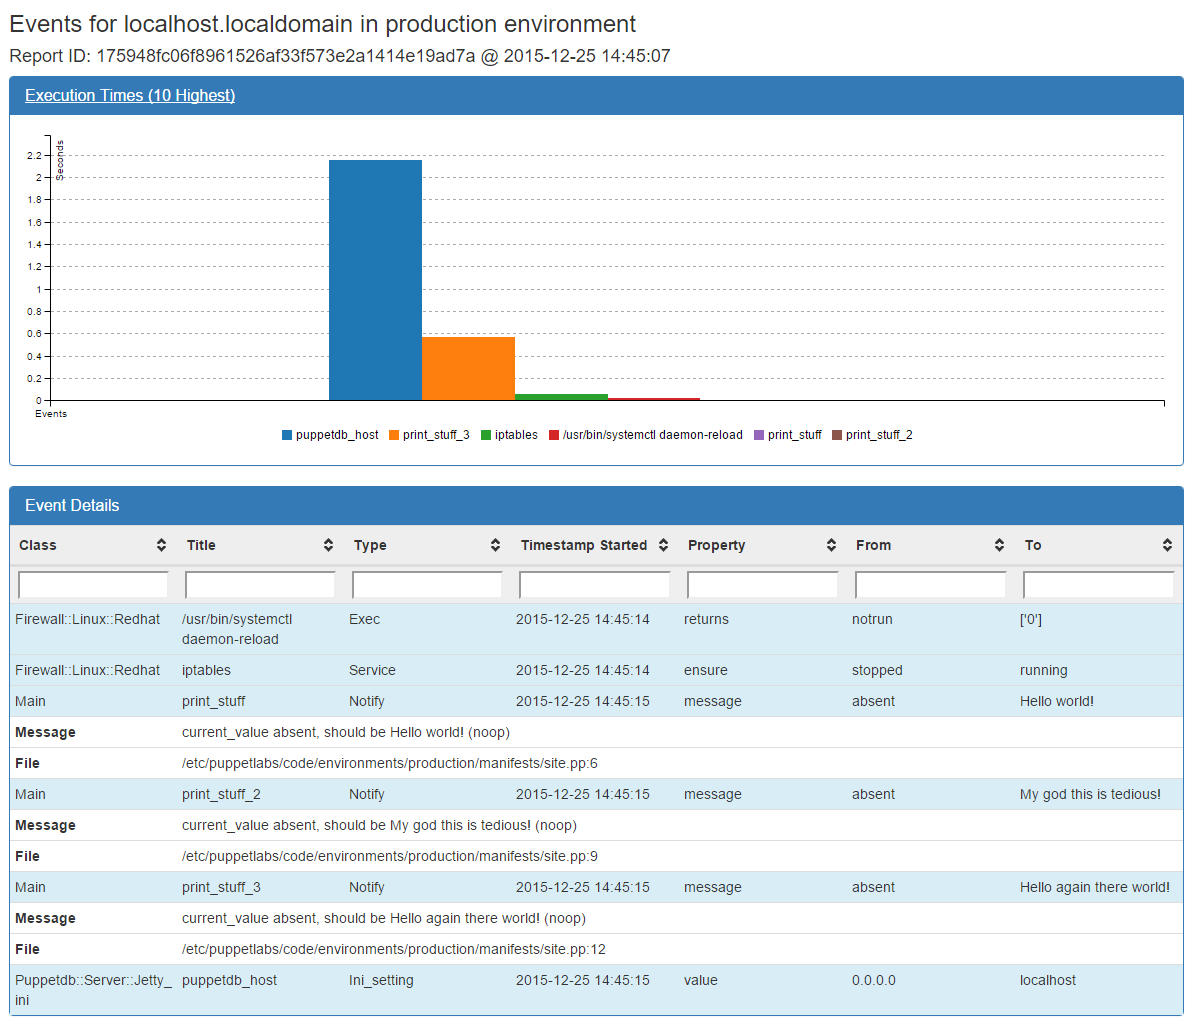 Events for localhost.localdomain in production environment
Report ID: 175948fc06f8961526af33f573e2a1414e19ad7a @ 2015-12-25 14:45:07
Execution Times (10 Highest)
Seconds
2.2
2
1.8
1.6
1.4
1.2
1
0.8
0.6
0.4
0.2
0
Events
puppetdb_host print_stuff_3 iptables /usr/bin/systemctl daemon-reload print_stuff print_stuff_2
Event Details
Class Title Type Timestamp Started Property From To
Firewall::Linux::Redhat /usr/bin/systemctl Exec 2015-12-25 14:45:14 returns notrun ['0']
daemon-reload
Firewall::Linux::Redhat iptables Service 2015-12-25 14:45:14 ensure stopped running
Main print_stuff Notify 2015-12-25 14:45:15 message absent Hello world!
Message current_value absent, should be Hello world! (noop)
File /etc/puppetlabs/code/environments/production/manifests/site.pp:6
Main print_stuff_2 Notify 2015-12-25 14:45:15 message absent My god this is tedious!
Message current_value absent, should be My god this is tedious! (noop)
File /etc/puppetlabs/code/environments/production/manifests/site.pp:9
Main print_stuff_3 Notify 2015-12-25 14:45:15 message absent Hello again there world!
Message current_value absent, should be Hello again there world! (noop)
File /etc/puppetlabs/code/environments/production/manifests/site.pp:12
Puppetdb::Server::Jetty_ puppetdb_host Ini_setting 2015-12-25 14:45:15 value 0.0.0.0 localhost
ini